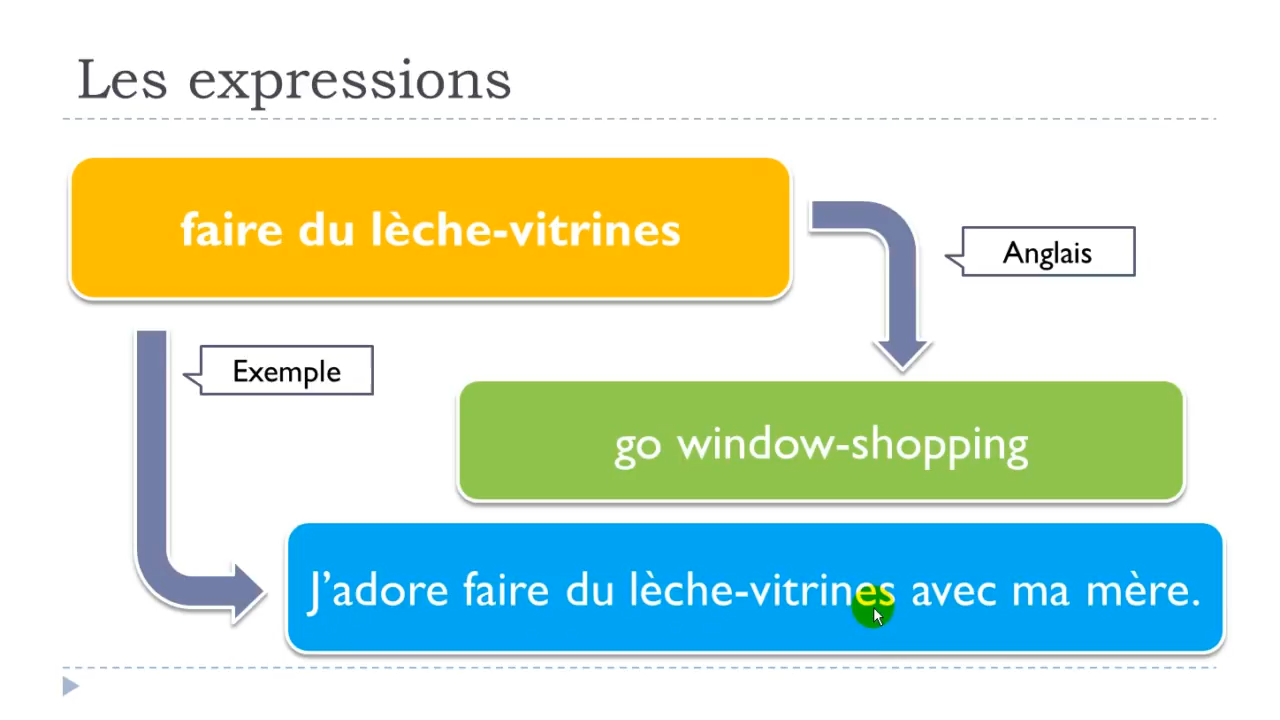 Les expressions
faire du lèche-vitrines
Anglais
Exemple
go window-shopping
J’adore faire du lèche-vitrines avec ma mère.